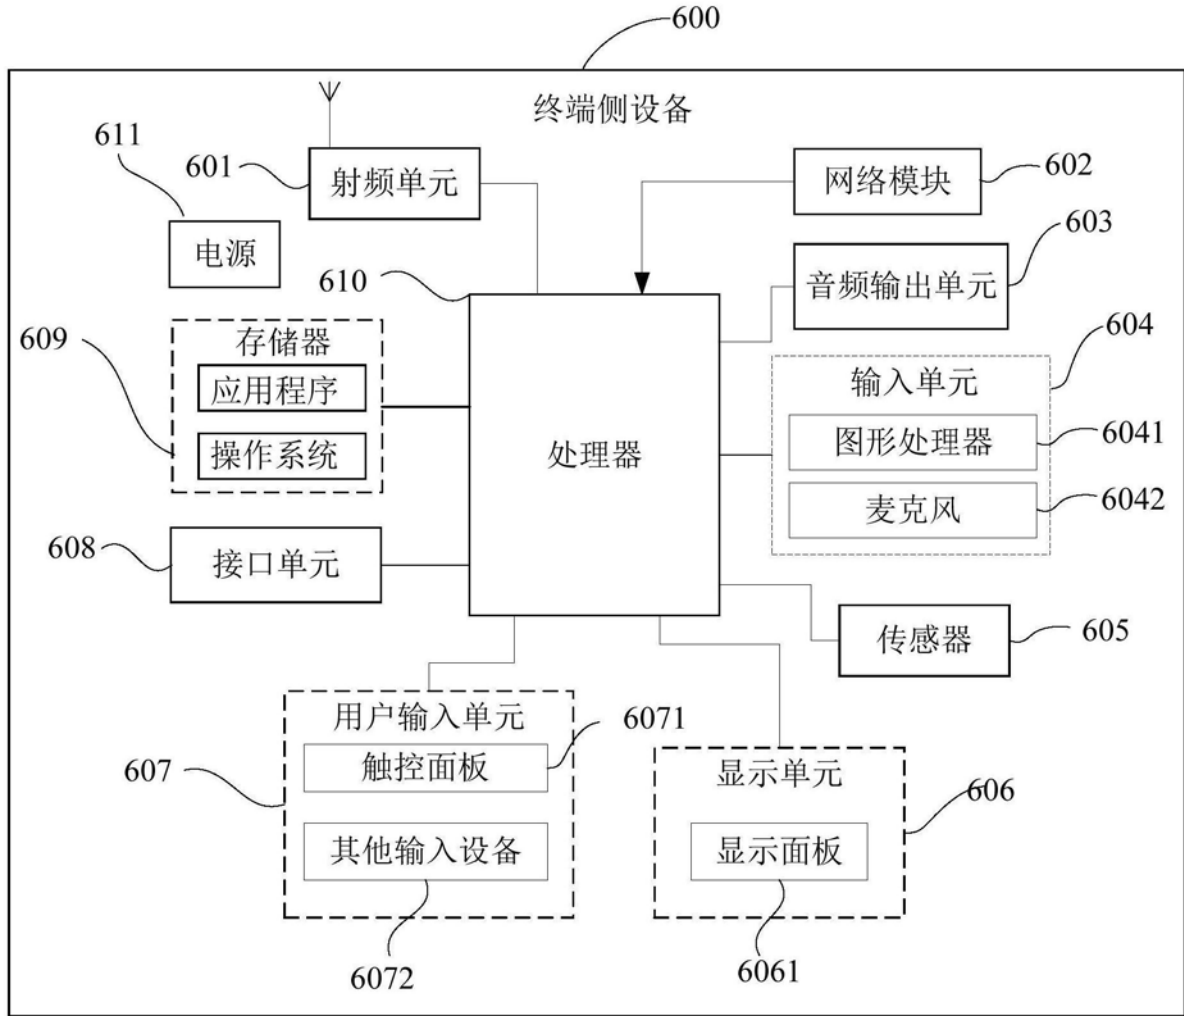 600
终端侧设备
611
601
射频单元
网络模块
602
电源
603
音频输出单元
610
609
存储器
应用程序
操作系统
处理器
604
输入单元
图形处理器
6041
麦克风
6042
608
接口单元
传感器
605
用户输入单元
6071
触控面板
607
其他输入设备
6072
显示单元
606
显示面板
6061